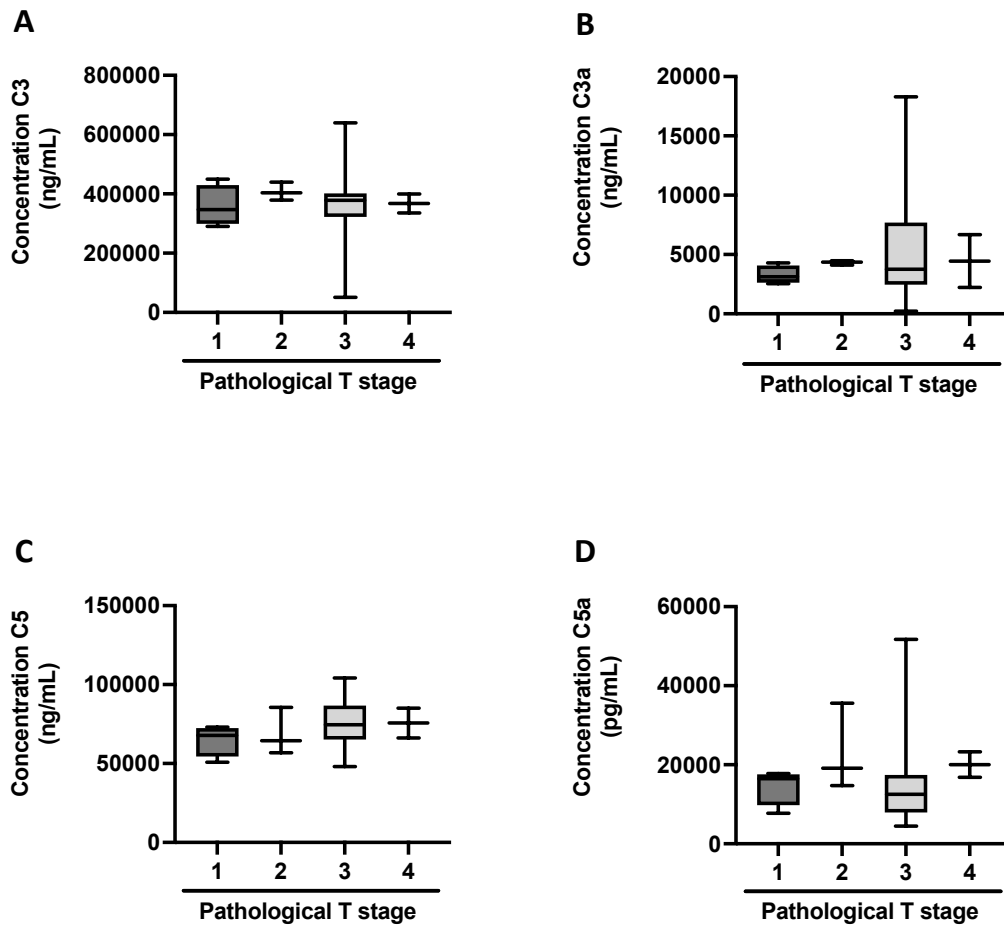 A
Concentration C3
(ng/mL)
800000
600000
400000
200000
0
1 2 3 4
Pathological T stage
B
Concentration C3a
(ng/mL)
20000
15000
10000
5000
0
1 2 3 4
Pathological T stage
C
Concentration C5
(ng/mL)
150000
100000
50000
0
1 2 3 4
Pathological T stage
D
Concentration C5a
(pg/mL)
60000
40000
20000
0
1 2 3 4
Pathological T stage